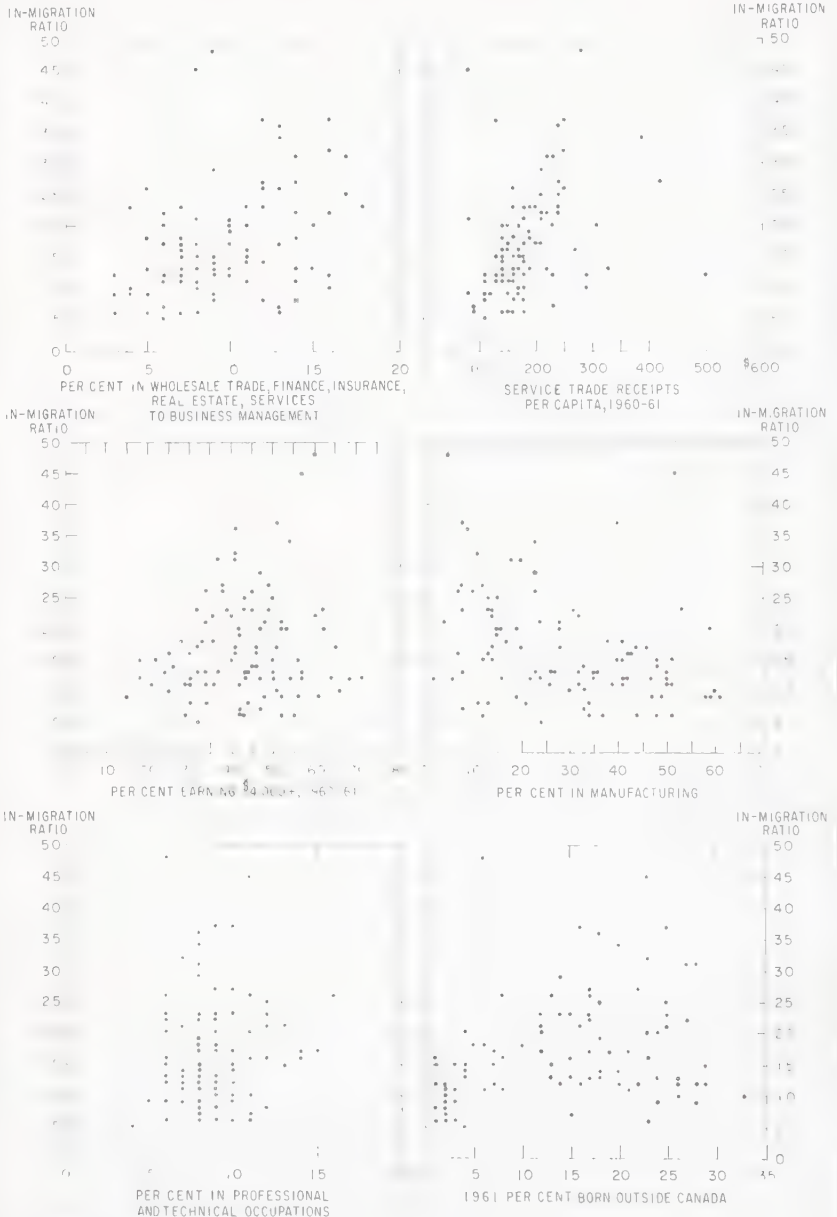 IN-MIGRATION
RATIO
50
45
0
5
15
20
PER CENT IN WHOLESALE TRADE, FINANCE, INSURANCE,
REAL ESTATE, SERVICES
TO BUSINESS MANAGEMENT
IN-MIGRATION
RATIO
50
200
300
400
500
$600
SERVICE TRADE RECEIPTS
PER CAPITA, 1960-61
IN-MIGRATION
RATIO
50
45
40
35
30
25
10
PER CENT EARNING
IN-MIGRATION
RATIO
50
45
40
35
30
25
20
30
40
50
60
PER CENT IN MANUFACTURING
IN-MIGRATION
RATIO
50
45
40
35
30
25
10
15
PER CENT IN PROFESSIONAL
AND TECHNICAL OCCUPATIONS
IN-MIGRATION
RATIO
50
45
40
35
30
25
20
15
10
0
5
10
15
20
25
30
35
1961 PER CENT BORN OUTSIDE CANADA